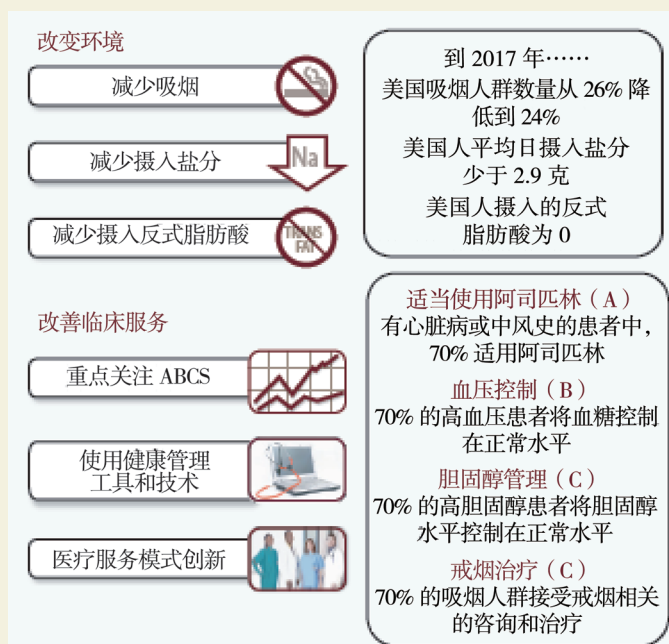 改变环境
减少吸烟
减少摄入盐分
Na
减少摄入反式脂肪酸
TRANS
FAT
到 2017 年……
美国吸烟人群数量从 26% 降
低到 24%
美国人平均日摄入盐分
少于 2.9 克
美国人摄入的反式
脂肪酸为 0
改善临床服务
重点关注 ABCS
使用健康管理
工具和技术
医疗服务模式创新
适当使用阿司匹林（A）
有心脏病或中风史的患者中，
70% 适用阿司匹林
血压控制（B）
70% 的高血压患者将血糖控制
在正常水平
胆固醇管理（C）
70% 的高胆固醇患者将胆固醇
水平控制在正常水平
戒烟治疗（C）
70% 的吸烟人群接受戒烟相关
的咨询和治疗